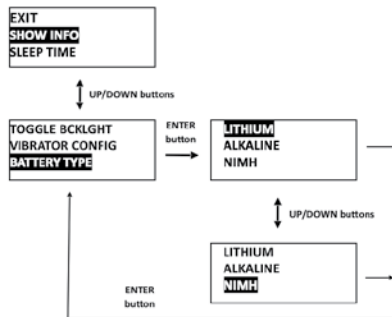 EXIT
SHOW INFO
SLEEP TIME
UP/DOWN buttons
TOGGLE BCKLGHT
VIBRATOR CONFIG
BATTERY TYPE
ENTER
button
LITHIUM
ALKALINE
NIMH
UP/DOWN buttons
LITHIUM
ALKALINE
NIMH
ENTER
button